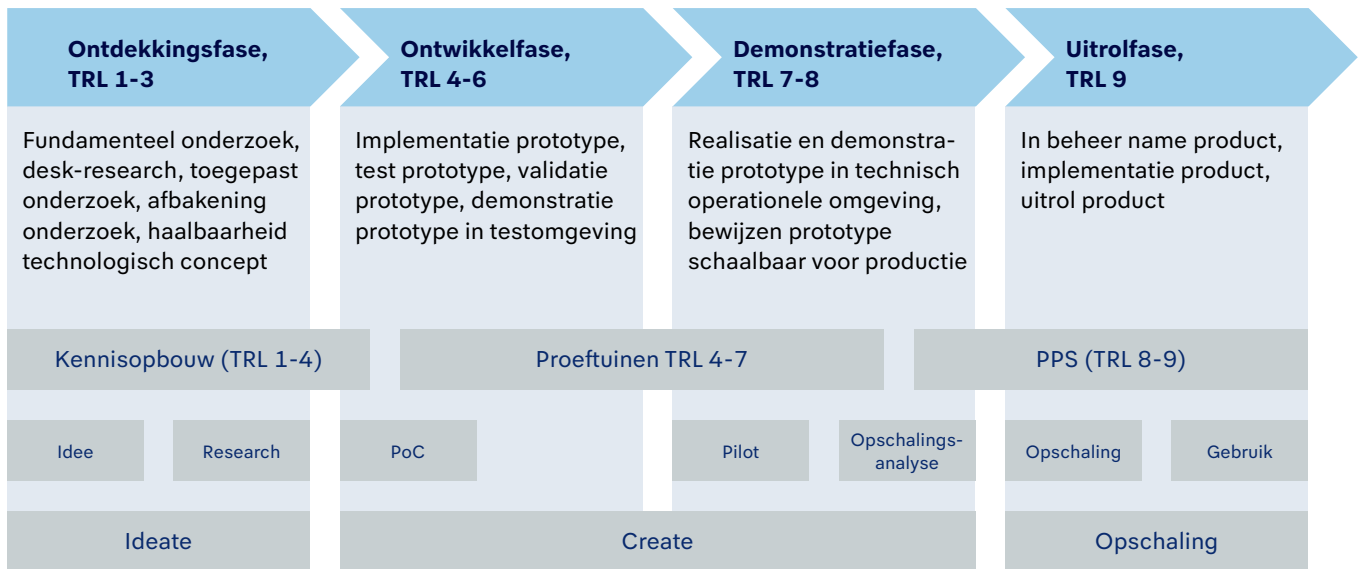 Ontdekkingsfase,
TRL 1-3
Ontwikkelfase,
TRL 4-6
Demonstratiefase,
TRL 7-8
Uitrolfase,
TRL 9
Fundamenteel onderzoek,
desk-research, toegepast
onderzoek, afbakening
onderzoek, haalbaarheid
technologisch concept
Implementatie prototype,
test prototype, validatie
prototype, demonstratie
prototype in testomgeving
Realisatie en demonstra-
tie prototype in technisch
operationele omgeving,
bewijzen prototype
schaalbaar voor productie
In beheer name product,
implementatie product,
uitrol product
Kennisopbouw (TRL 1-4)
Proeftuinen TRL 4-7
PPS (TRL 8-9)
Idee
Research
PoC
Pilot
Opschalings-
analyse
Opschaling
Gebruik
Ideate
Create
Opschaling